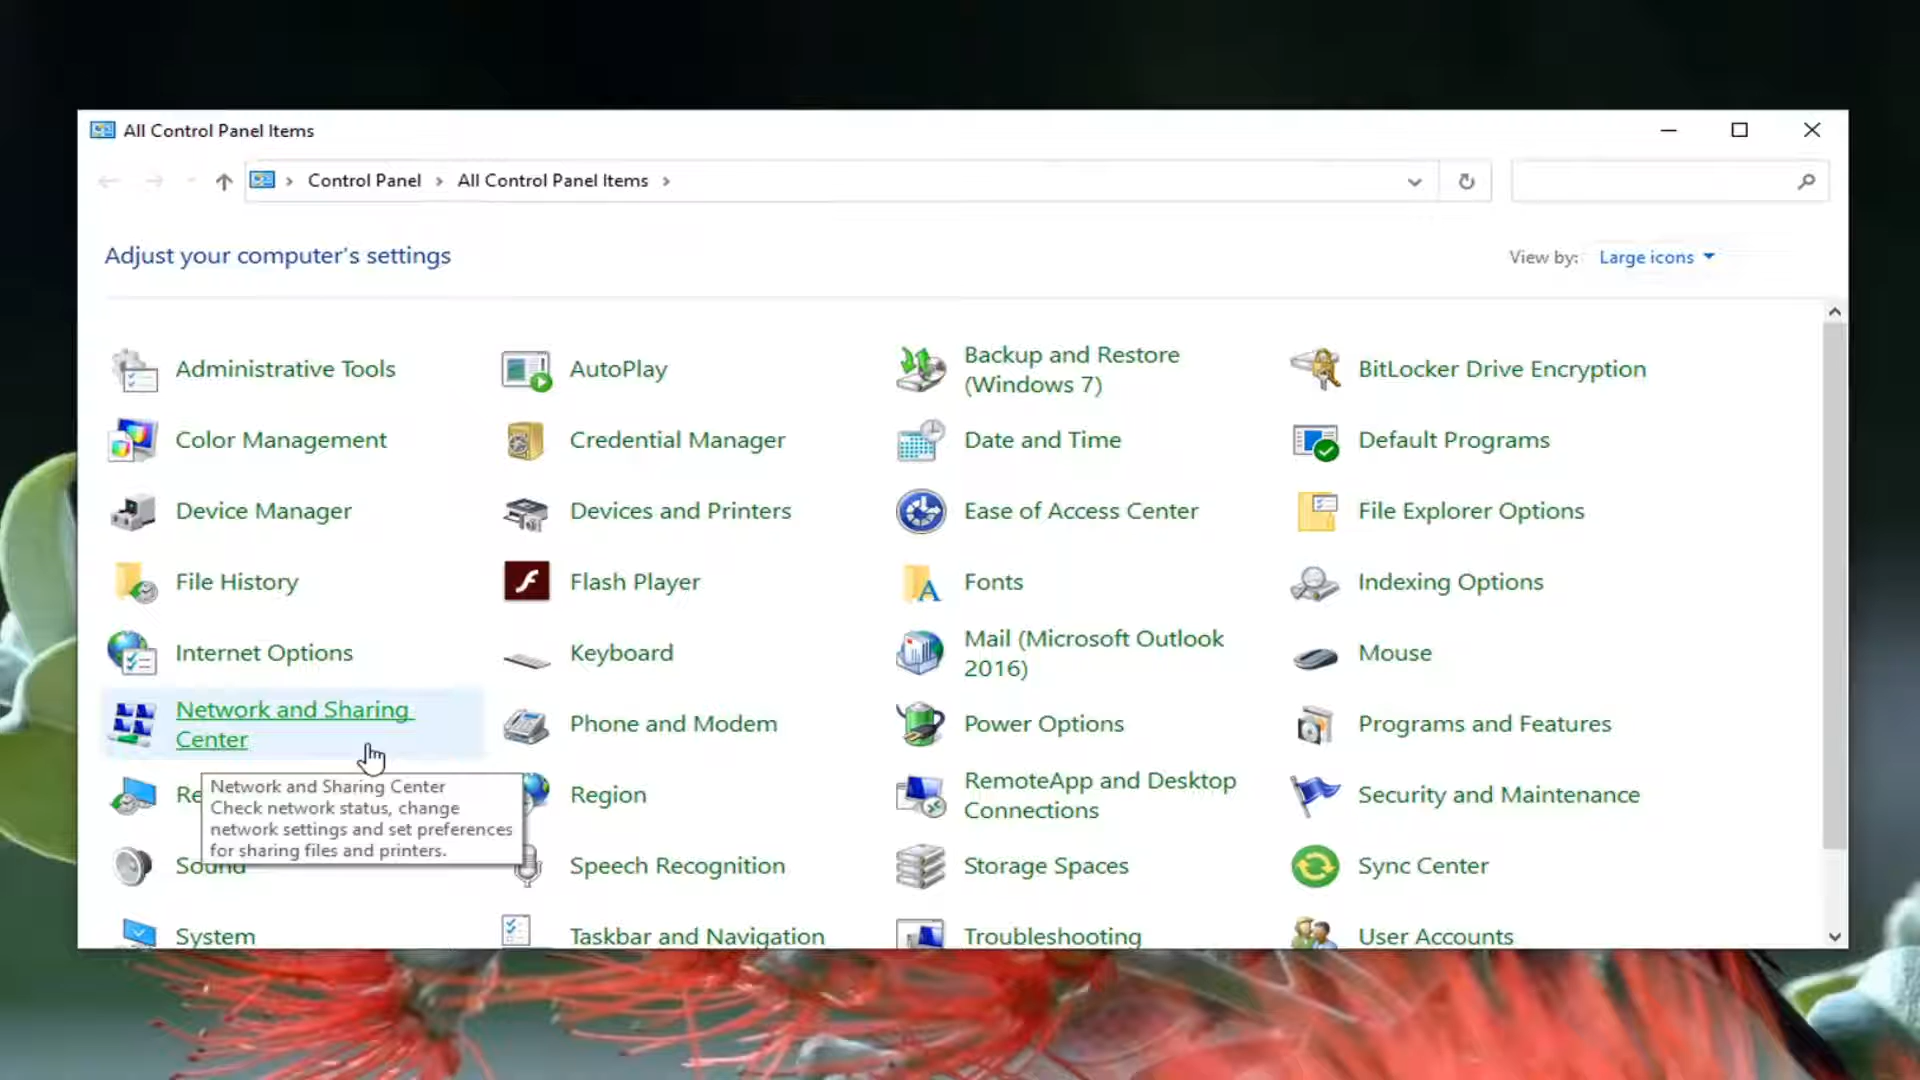 All Control Panel Items
Control Panel All Control Panel Items
Adjust your computer's settings
View by: Large icons
Administrative Tools
AutoPlay
Backup and Restore
(Windows 7)
BitLocker Drive Encryption
Color Management
Credential Manager
Date and Time
Default Programs
Device Manager
Devices and Printers
Ease of Access Center
File Explorer Options
File History
Flash Player
Fonts
Indexing Options
Internet Options
Keyboard
Mail (Microsoft Outlook
2016)
Mouse
Network and Sharing
Center
Phone and Modem
Power Options
Programs and Features
Network and Sharing Center
Check network status, change
network settings and set preferences
for sharing files and printers.
Region
RemoteApp and Desktop
Connections
Security and Maintenance
Sound
Speech Recognition
Storage Spaces
Sync Center
System
Taskbar and Navigation
Troubleshooting
User Accounts